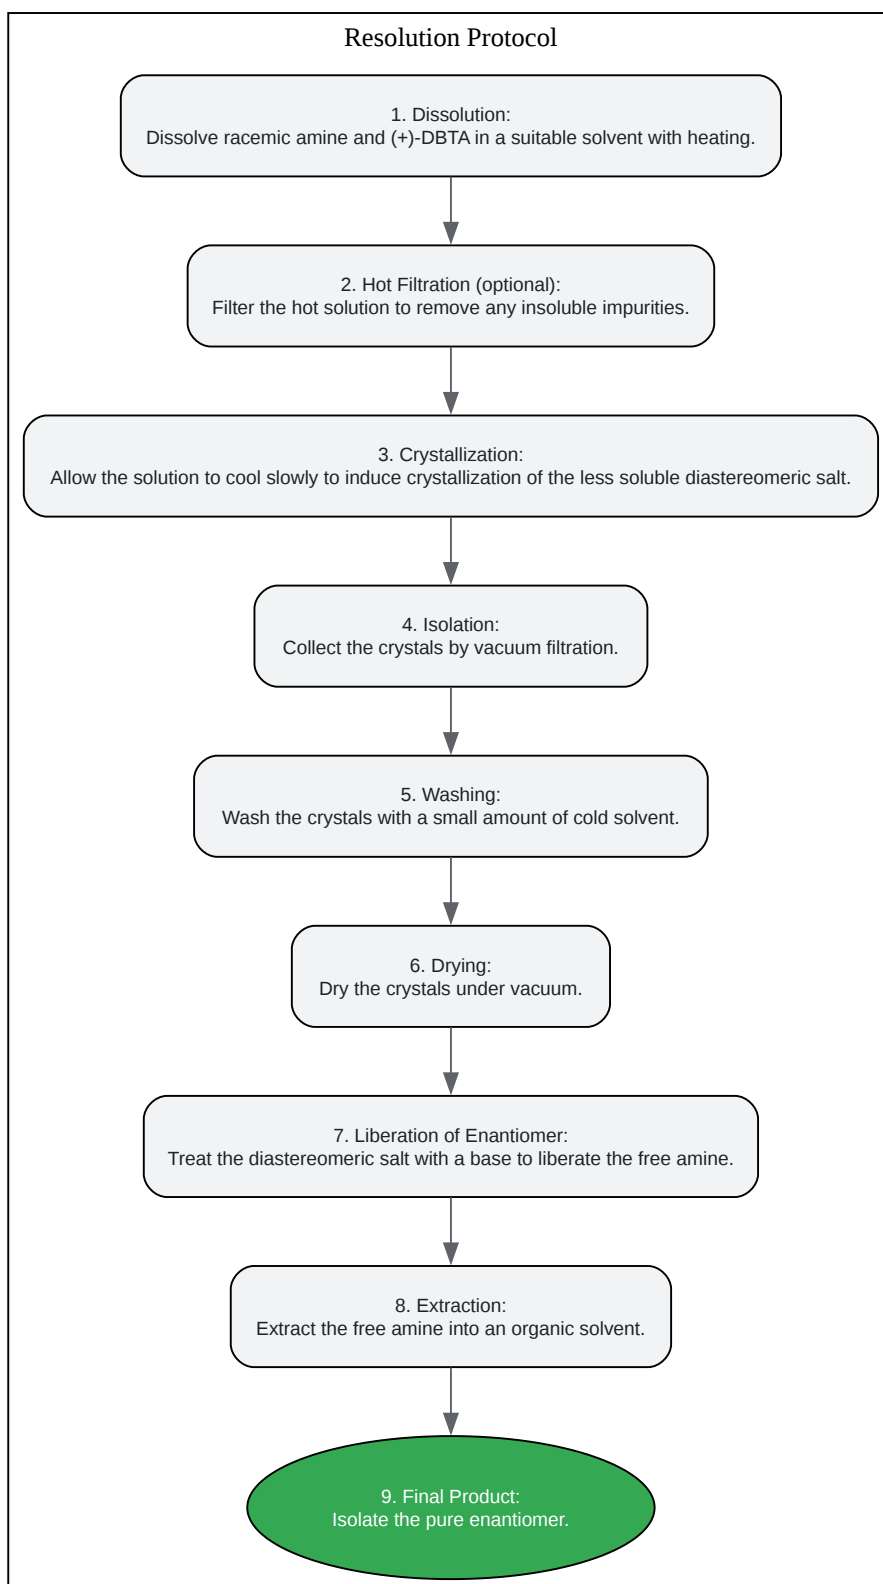 Resolution Protocol
1. Dissolution:
Dissolve racemic amine and (+)-DBTA in a suitable solvent with heating.
2. Hot Filtration (optional):
Filter the hot solution to remove any insoluble impurities.
3. Crystallization:
Allow the solution to cool slowly to induce crystallization of the less soluble diastereomeric salt.
4. Isolation:
Collect the crystals by vacuum filtration.
5. Washing:
Wash the crystals with a small amount of cold solvent.
6. Drying:
Dry the crystals under vacuum.
7. Liberation of Enantiomer:
Treat the diastereomeric salt with a base to liberate the free amine.
8. Extraction:
Extract the free amine into an organic solvent.
9. Final Product:
Isolate the pure enantiomer.